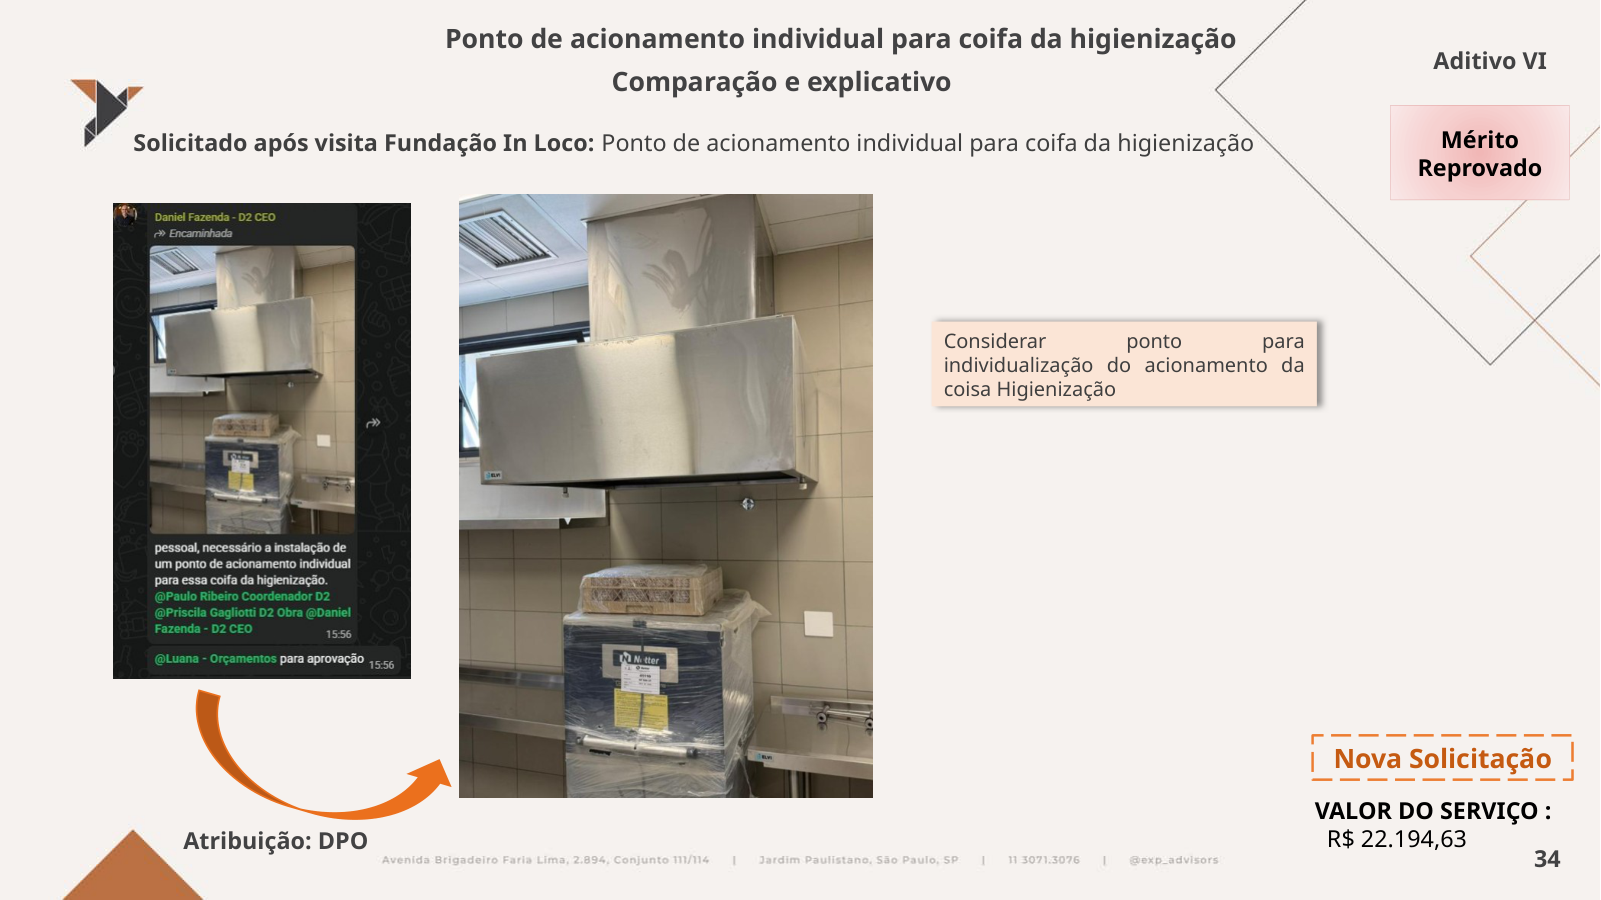 Ponto de acionamento individual para coifa da higienização
Comparação e explicativo
Aditivo VI
Mérito
Reprovado
Solicitado após visita Fundação In Loco: Ponto de acionamento individual para coifa da higienização
Daniel Fazenda - D2 CEO
Encaminhada
pessoal, necessário a instalação de
um ponto de acionamento individual
para essa coifa da higienização.
@Paulo Ribeiro Coordenador D2
@Priscila Gagliotti D2 Obra @Daniel
Fazenda - D2 CEO
15:56
@Luana - Orçamentos para aprovação 15:56
Netter
Considerar ponto para
individualização do acionamento da
coisa Higienização
Nova Solicitação
VALOR DO SERVIÇO :
R$ 22.194,63
Atribuição: DPO
Avenida Brigadeiro Faria Lima, 2.894, Conjunto 111/114 | Jardim Paulistano, São Paulo, SP | 11 3071.3076 | @exp_advisors
34